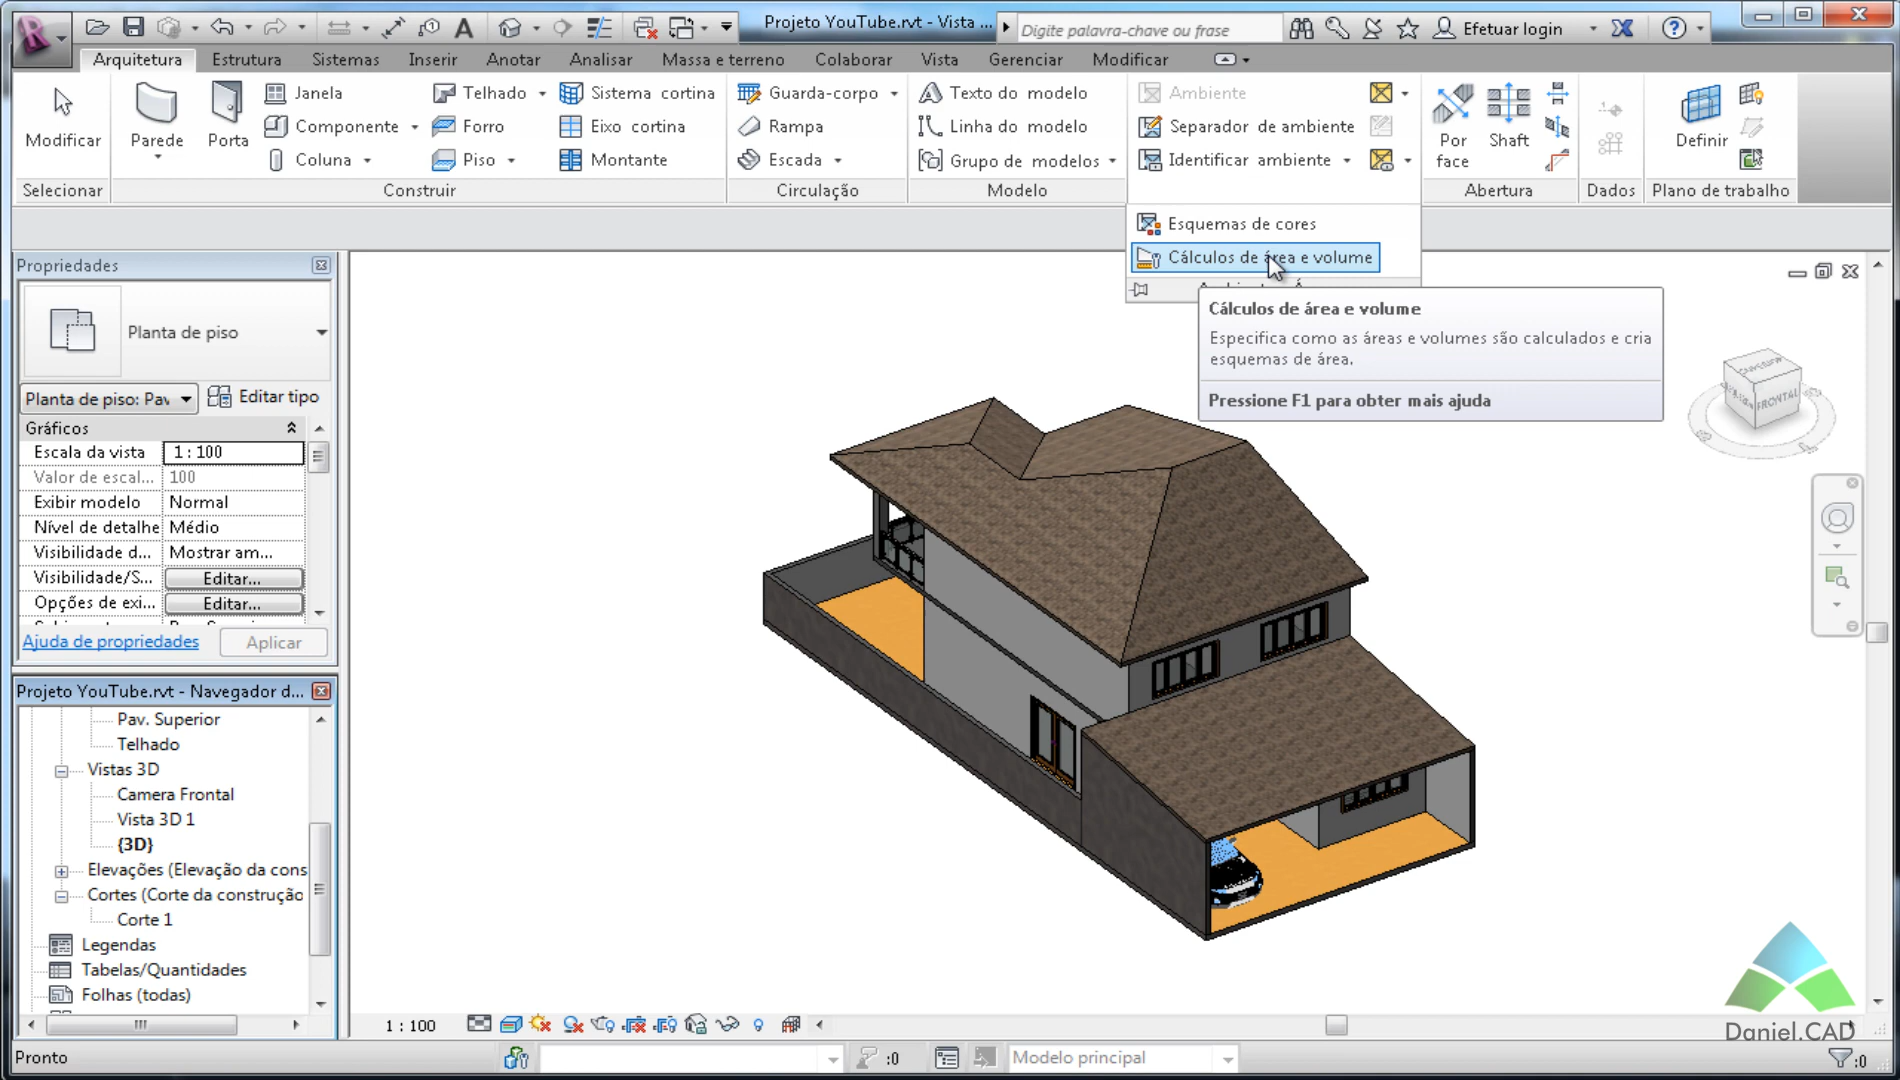 Projeto YouTube.rvt - Vista ...
Digite palavra-chave ou frase
Efetuar login
Arquitetura Estrutura Sistemas Inserir Anotar Analisar Massa e terreno Colaborar Vista Gerenciar Modificar
Modificar
Selecionar
Parede
Porta
Janela
Componente
Coluna
Telhado
Forro
Piso
Sistema cortina
Eixo cortina
Montante
Construir
Guarda-corpo
Rampa
Escada
Circulação
Texto do modelo
Linha do modelo
Grupo de modelos
Modelo
Ambiente
Separador de ambiente
Identificar ambiente
Por
face
Shaft
Abertura
Dados
Definir
Plano de trabalho
Esquemas de cores
Cálculos de área e volume
Cálculos de área e volume
Especifica como as áreas e volumes são calculados e cria
esquemas de área.
Pressione F1 para obter mais ajuda
Propriedades
Planta de piso
Planta de piso: Pav
Editar tipo
Gráficos
Escala da vista 1 : 100
Valor de escal... 100
Exibir modelo Normal
Nível de detalhe Médio
Visibilidade d... Mostrar am...
Visibilidade/S... Editar...
Opções de exi... Editar...
Ajuda de propriedades
Aplicar
Projeto YouTube.rvt - Navegador d...
Pav. Superior
Telhado
Vistas 3D
Camera Frontal
Vista 3D 1
{3D}
Elevações (Elevação da cons
Cortes (Corte da construção
Corte 1
Legendas
Tabelas/Quantidades
Folhas (todas)
FRONTAL
1 : 100
Daniel.CAD
Pronto
:0
Modelo principal
:0